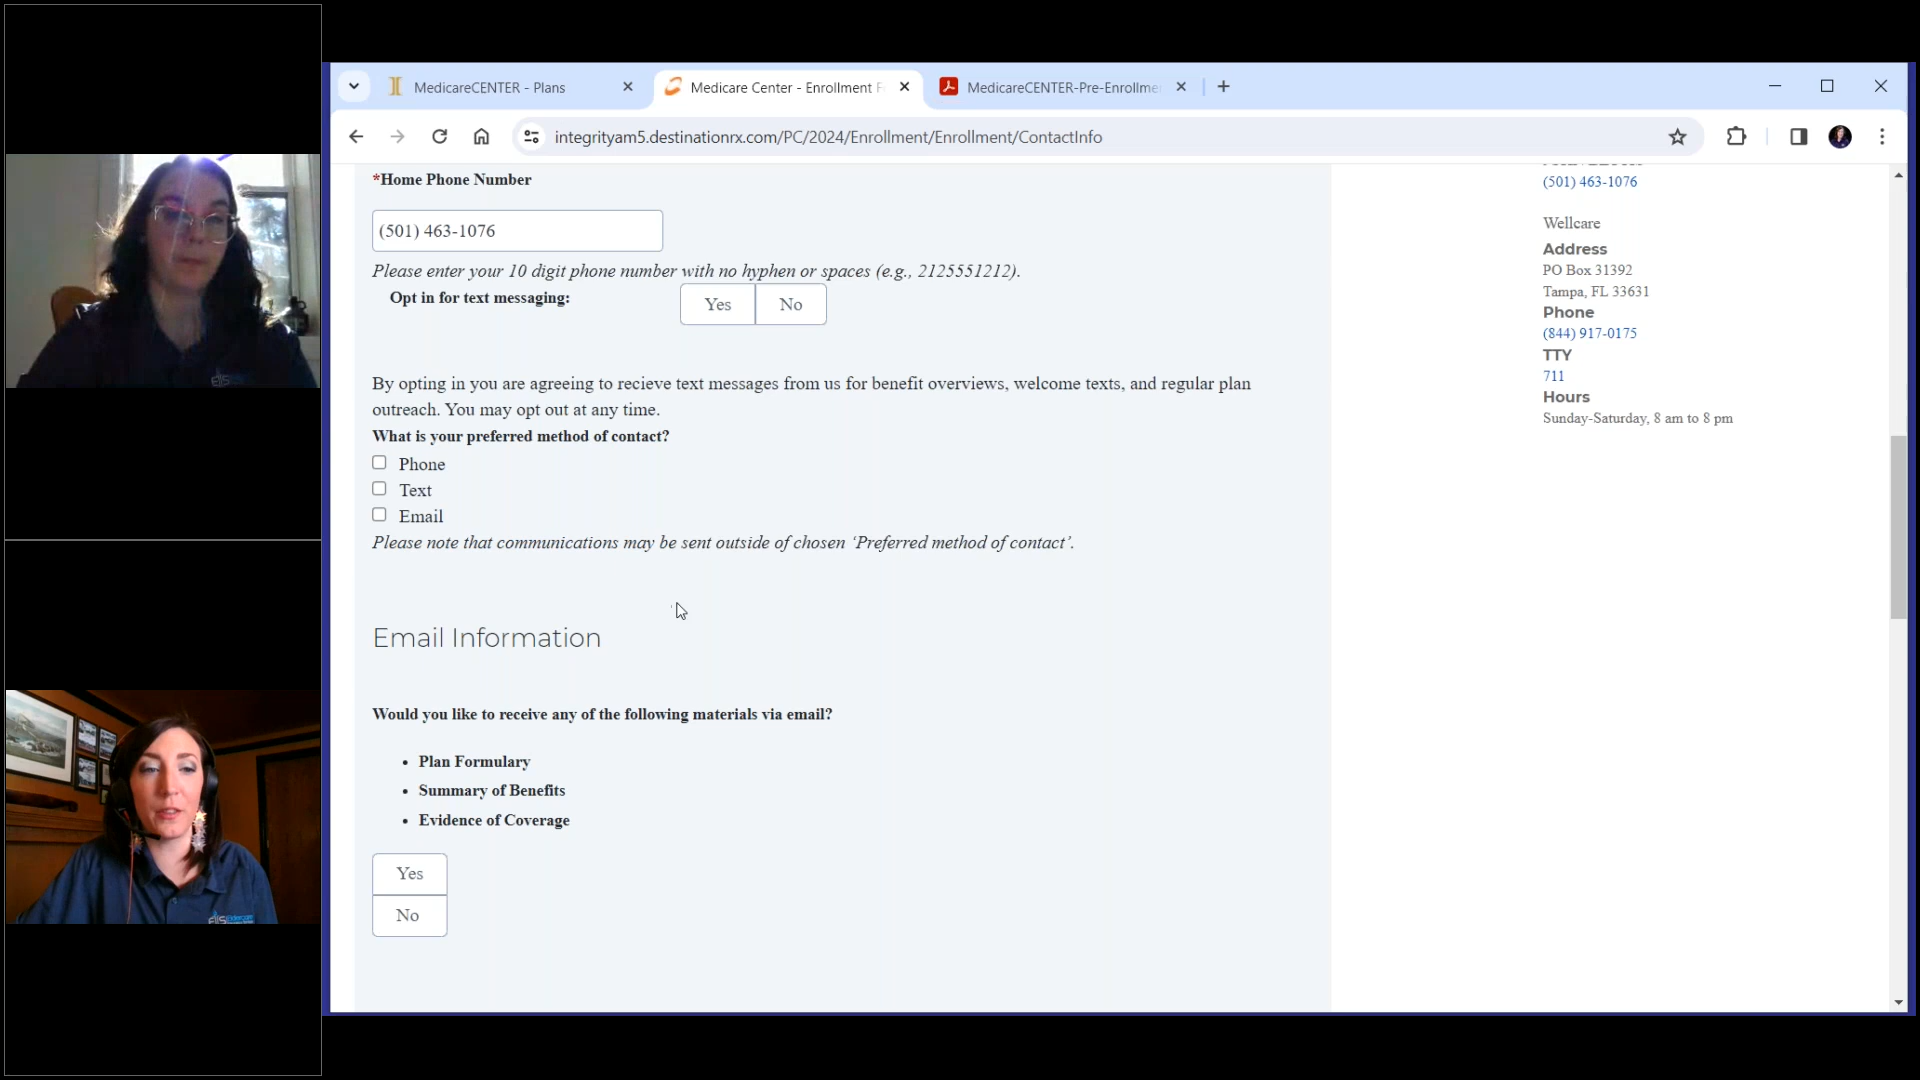 MedicareCENTER - Plans
Medicare Center - Enrollment F
MedicareCENTER-Pre-Enrollme
integrityam5.destinationrx.com/PC/2024/Enrollment/Enrollment/ContactInfo
*Home Phone Number
(501) 463-1076
Please enter your 10 digit phone number with no hyphen or spaces (e.g., 2125551212).
Opt in for text messaging:
Yes
No
By opting in you are agreeing to recieve text messages from us for benefit overviews, welcome texts, and regular plan
outreach. You may opt out at any time.
What is your preferred method of contact?
Phone
Text
Email
Please note that communications may be sent outside of chosen ‘Preferred method of contact’.
Email Information
Would you like to receive any of the following materials via email?
• Plan Formulary
• Summary of Benefits
• Evidence of Coverage
Yes
No
(501) 463-1076
Wellcare
Address
PO Box 31392
Tampa, FL 33631
Phone
(844) 917-0175
TTY
711
Hours
Sunday-Saturday, 8 am to 8 pm